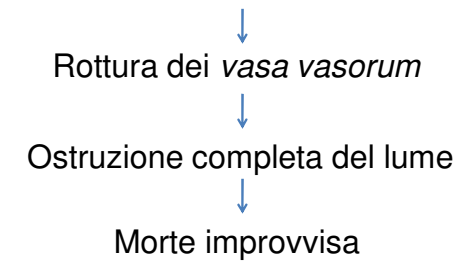 Rottura dei vasa vasorum
Ostruzione completa del lume
Morte improvvisa